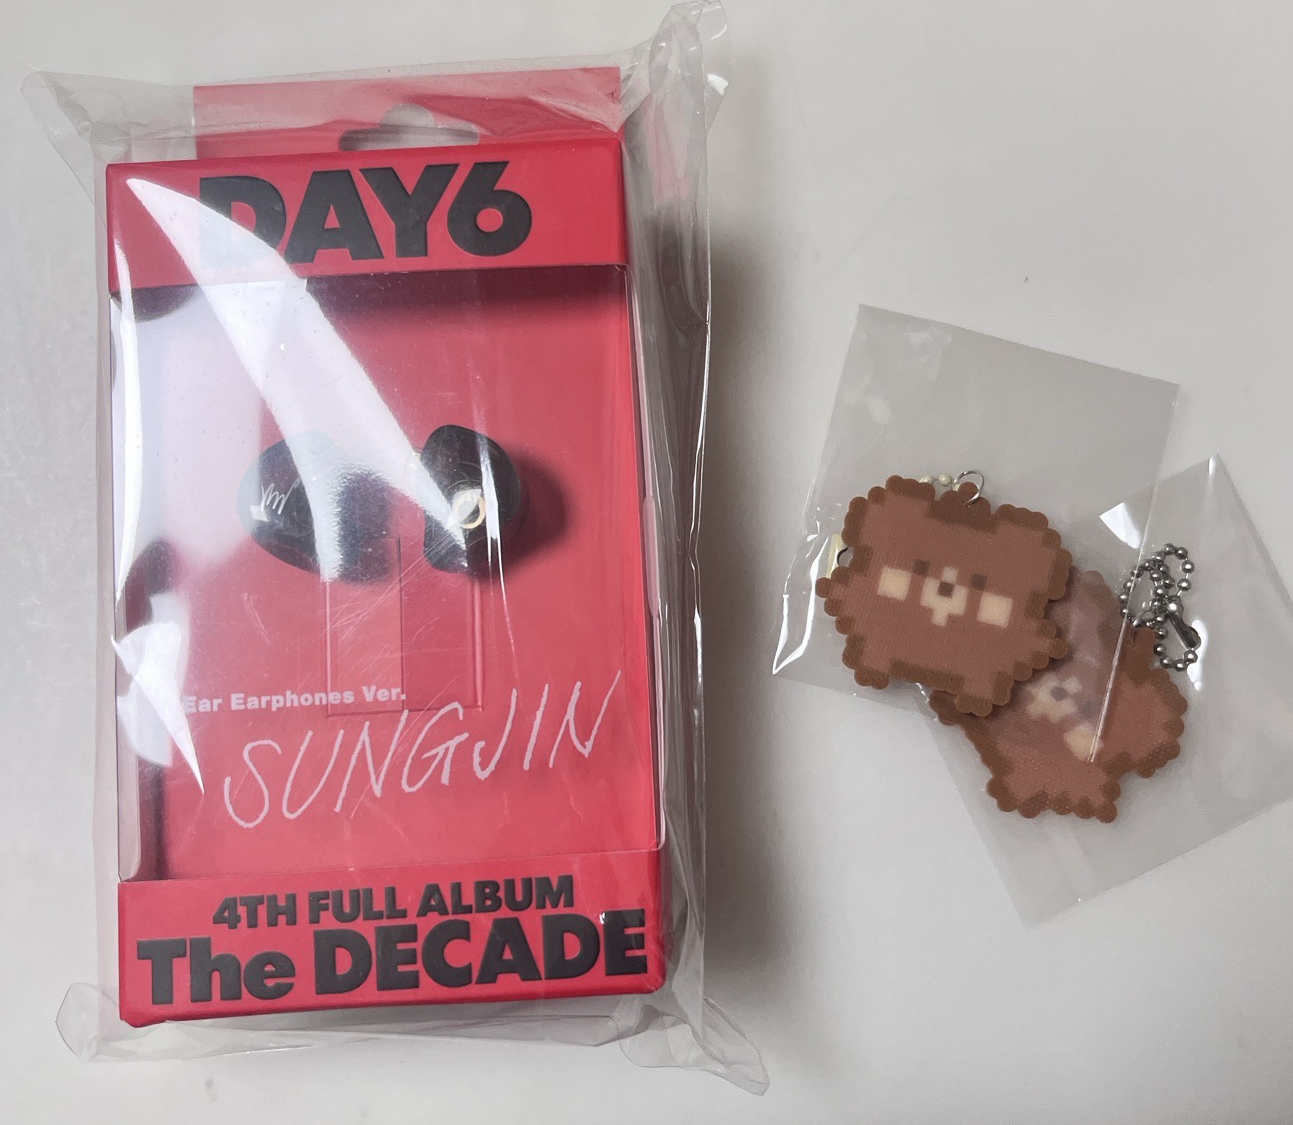 DAY6
Ear Earphones Ver.
SUNGJIN
4TH FULL ALBUM
The DECADE